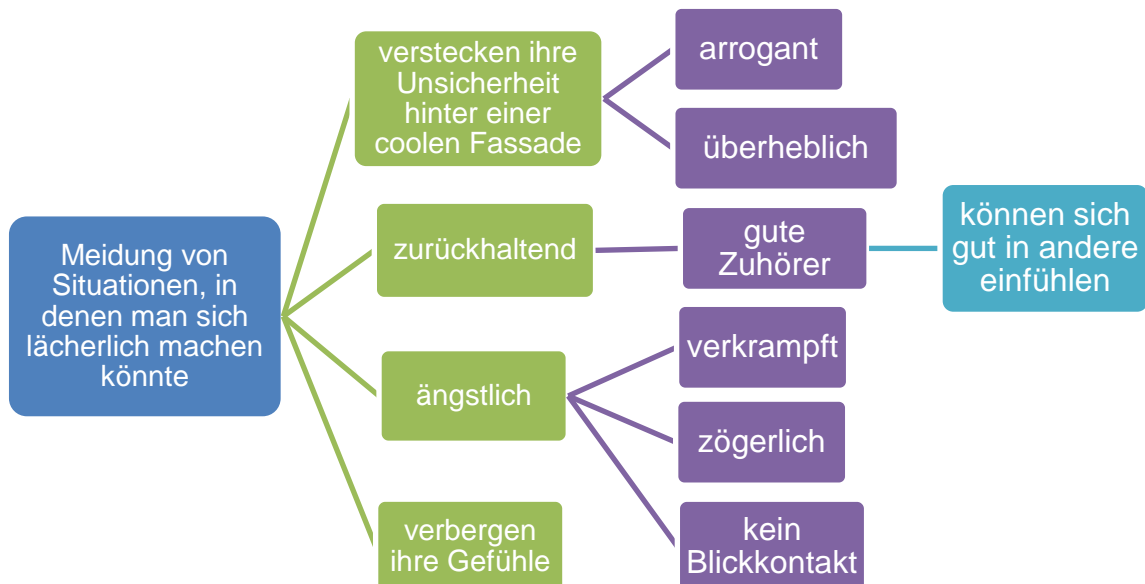 Meidung von
Situationen, in
denen man sich
lächerlich machen
könnte
verstecken ihre
Unsicherheit
hinter einer
coolen Fassade
arrogant
überheblich
zurückhaltend
gute
Zuhörer
können sich
gut in andere
einfühlen
ängstlich
verkrampft
zögerlich
kein
Blickkontakt
verbergen
ihre Gefühle